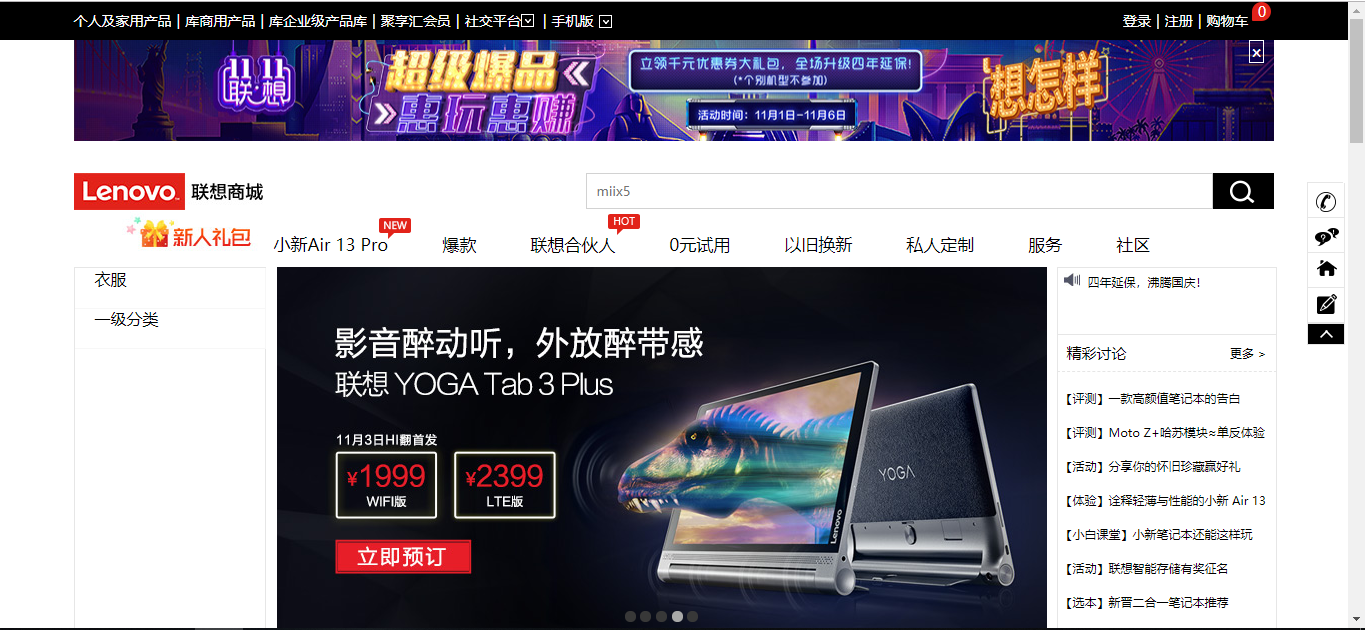 个人及家用产品 | 库商用产品 | 库企业级产品库 | 聚享汇会员 | 社交平台 | 手机版
登录 | 注册 | 购物车 0
11 11
联想
超级爆品
惠玩惠赚
立领千元优惠券大礼包，全场升级四年延保!
(*个别机型不参加)
活动时间：11月1日-11月6日
想怎样
Lenovo 联想商城
miix5
新人礼包
小新Air 13 Pro NEW 爆款 联想合伙人 HOT 0元试用 以旧换新 私人定制 服务 社区
衣服
一级分类
影音醉动听，外放醉带感
联想 YOGA Tab 3 Plus
11月3日HI翻首发
¥1999 ¥2399
WIFI版 LTE版
立即预订
YOGA
Lenovo
四年延保，沸腾国庆！
精彩讨论 更多 >
【评测】一款高颜值笔记本的告白
【评测】Moto Z+哈苏模块≈单反体验
【活动】分享你的怀旧珍藏赢好礼
【体验】诠释轻薄与性能的小新 Air 13
【小白课堂】小新笔记本还能这样玩
【活动】联想智能存储有奖征名
【选本】新晋二合一笔记本推荐